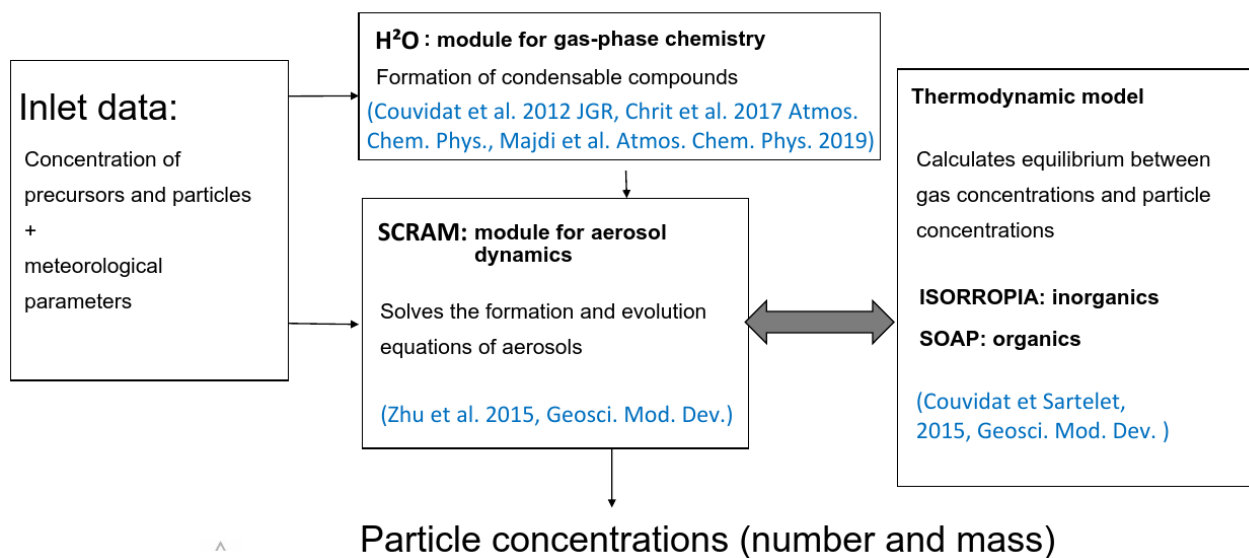 Inlet data:
Concentration of
precursors and particles
+
meteorological
parameters
H²O : module for gas-phase chemistry
Formation of condensable compounds
(Couvidat et al. 2012 JGR, Chrit et al. 2017 Atmos.
Chem. Phys., Majdi et al. Atmos. Chem. Phys. 2019)
SCRAM: module for aerosol
dynamics
Solves the formation and evolution
equations of aerosols
(Zhu et al. 2015, Geosci. Mod. Dev.)
Thermodynamic model
Calculates equilibrium between
gas concentrations and particle
concentrations
ISORROPIA: inorganics
SOAP: organics
(Couvidat et Sartelet,
2015, Geosci. Mod. Dev. )
Particle concentrations (number and mass)